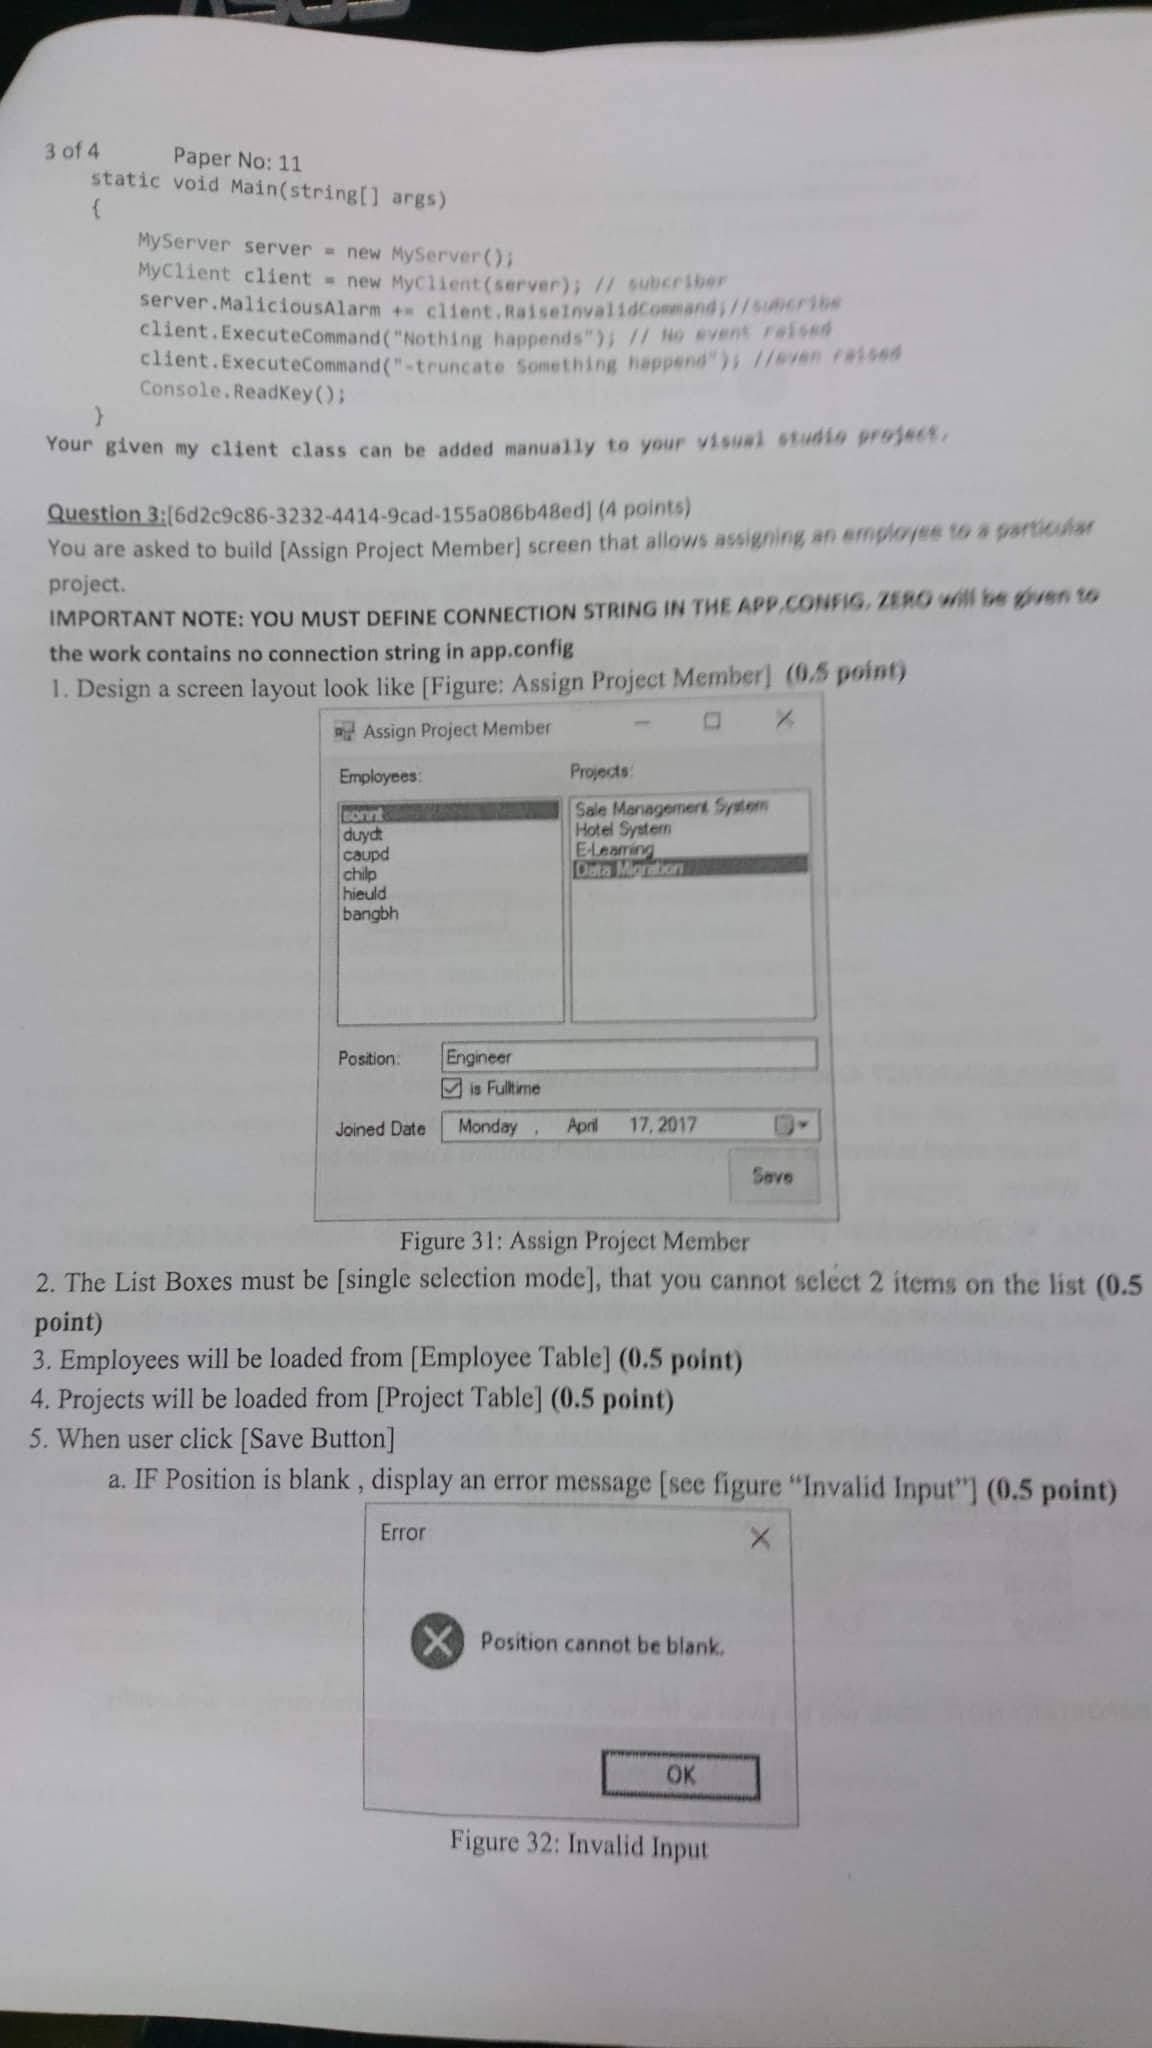 ASUS
3 of 4 Paper No: 11
static void Main(string[] args)
{
MyServer server = new MyServer();
MyClient client = new MyClient(server); // subcriber
server.MaliciousAlarm += client.RaiseInvalidCommand;//subcribe
client.ExecuteCommand("Nothing happends"); // No event raised
client.ExecuteCommand("-truncate Something happend"); //even raised
Console.ReadKey();
}
Your given my client class can be added manually to your visual studio project.
Question 3:[6d2c9c86-3232-4414-9cad-155a086b48ed] (4 points)
You are asked to build [Assign Project Member] screen that allows assigning an employee to a particular
project.
IMPORTANT NOTE: YOU MUST DEFINE CONNECTION STRING IN THE APP.CONFIG. ZERO will be given to
the work contains no connection string in app.config
1. Design a screen layout look like [Figure: Assign Project Member] (0.5 point)
Assign Project Member
Employees: Projects:
sonnt Sale Management System
duydt Hotel System
caupd E-Learning
chilp Data Migration
hieuld
bangbh
Position: Engineer
is Fulltime
Joined Date Monday , April 17, 2017
Save
Figure 31: Assign Project Member
2. The List Boxes must be [single selection mode], that you cannot select 2 items on the list (0.5
point)
3. Employees will be loaded from [Employee Table] (0.5 point)
4. Projects will be loaded from [Project Table] (0.5 point)
5. When user click [Save Button]
a. IF Position is blank , display an error message [see figure “Invalid Input”] (0.5 point)
Error
Position cannot be blank.
OK
Figure 32: Invalid Input